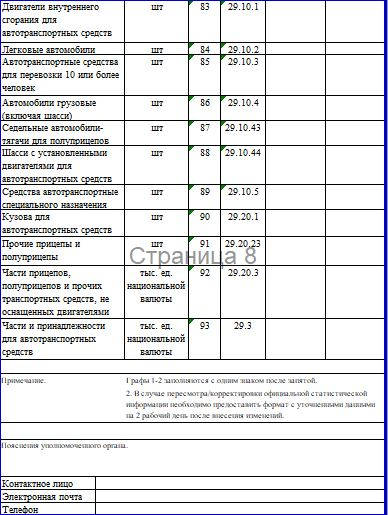 Двигатели внутреннего шт 83 29.10.1
сгорания для
автотранспортных средств
Легковые автомобили шт 84 29.10.2
Автотранспортные средства шт 85 29.10.3
для перевозки 10 или более
человек
Автомобили грузовые шт 86 29.10.4
(включая шасси)
Седельные автомобили- шт 87 29.10.43
тягачи для полуприцепов
Шасси с установленными шт 88 29.10.44
двигателями для
автотранспортных средств
Средства автотранспортные шт 89 29.10.5
специального назначения
Кузова для шт 90 29.20.1
автотранспортных средств
Прочие прицепы и шт 91 29.20.23
полуприцепы
Страница 8
Части прицепов, тыс. ед. 92 29.20.3
полуприцепов и прочих национальной
транспортных средств, не валюты
оснащенных двигателями
Части и принадлежности тыс. ед. 93 29.3
для автотранспортных национальной
средств валюты
Примечание. Графы 1-2 заполняются с одним знаком после запятой.
2. В случае пересмотра/корректировки официальной статистической
информации необходимо предоставить формат с уточненными данными
на 2 рабочий день после внесения изменений.
Пояснения уполномоченного органа.
Контактное лицо
Электронная почта
Телефон